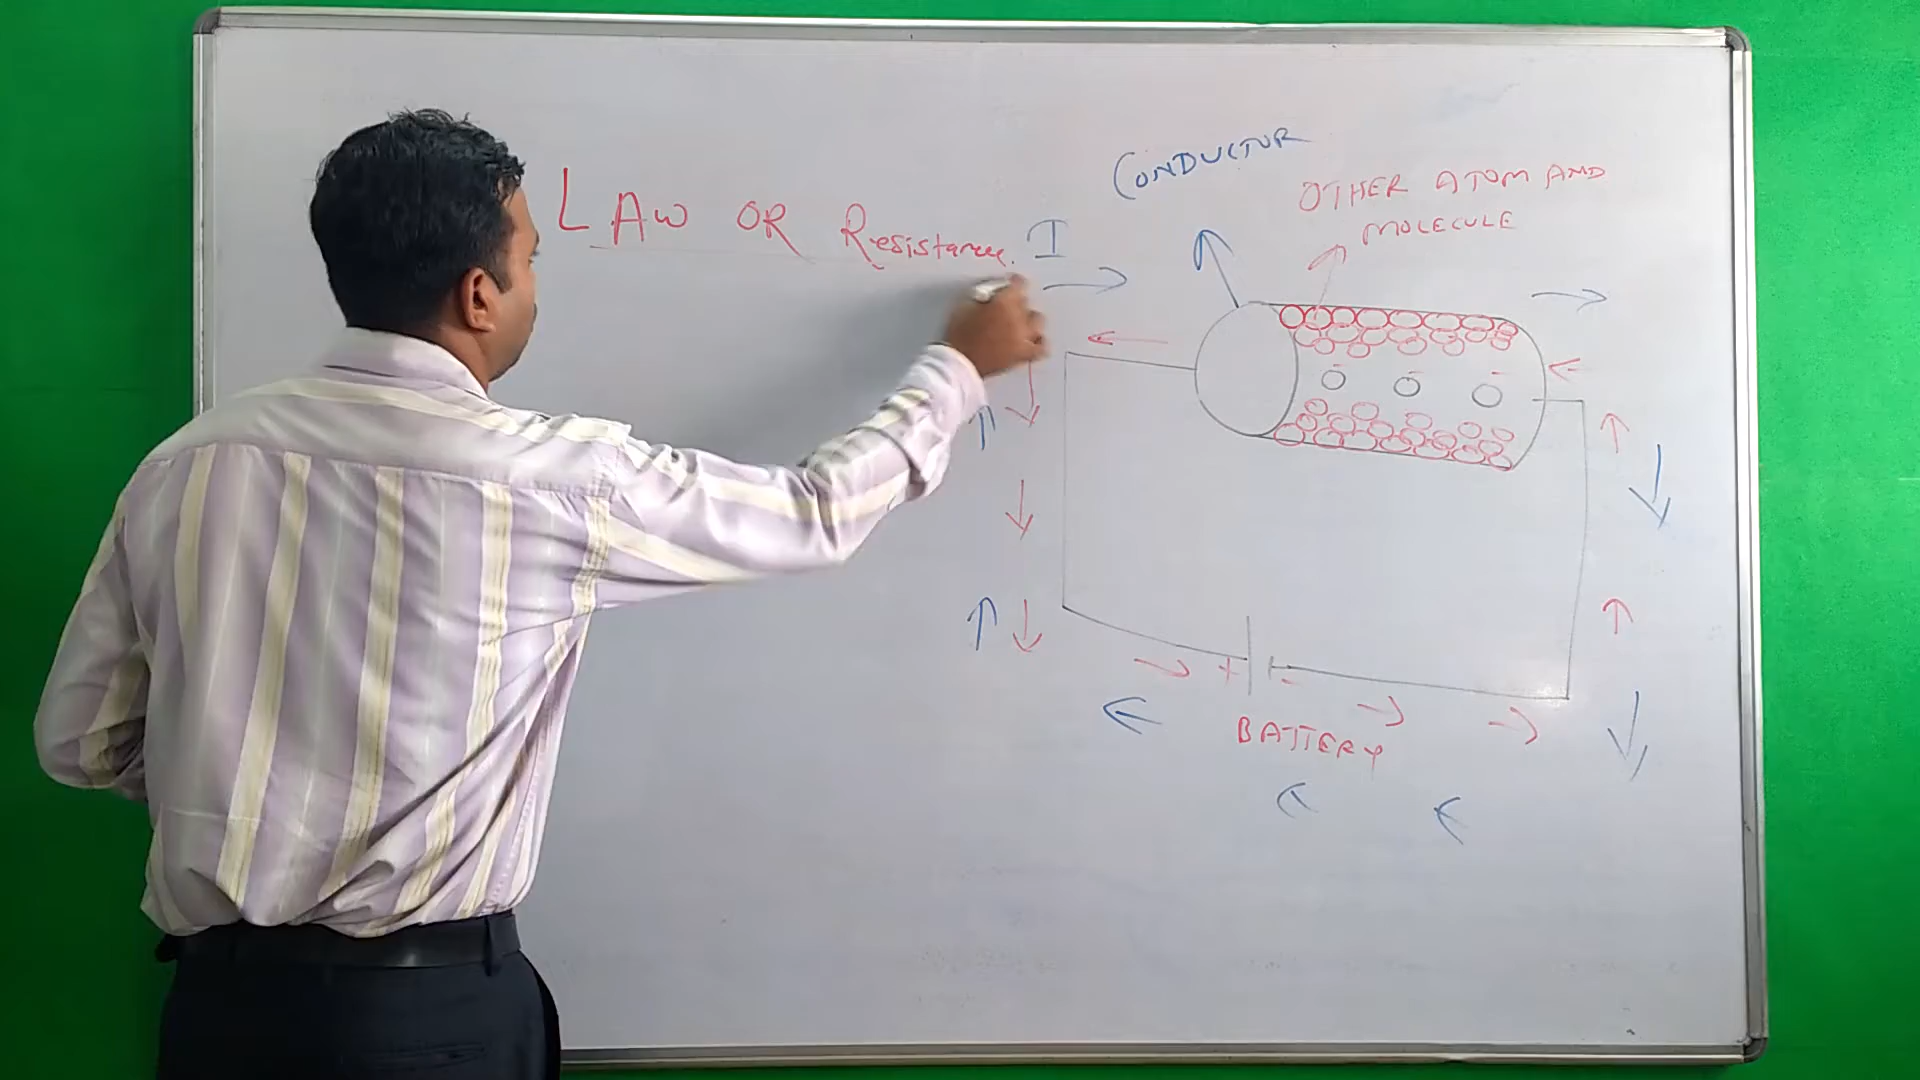 LAW OR Resistance.
I
CONDUCTOR
OTHER ATOM AND
MOLECULE
+ -
BATTERY